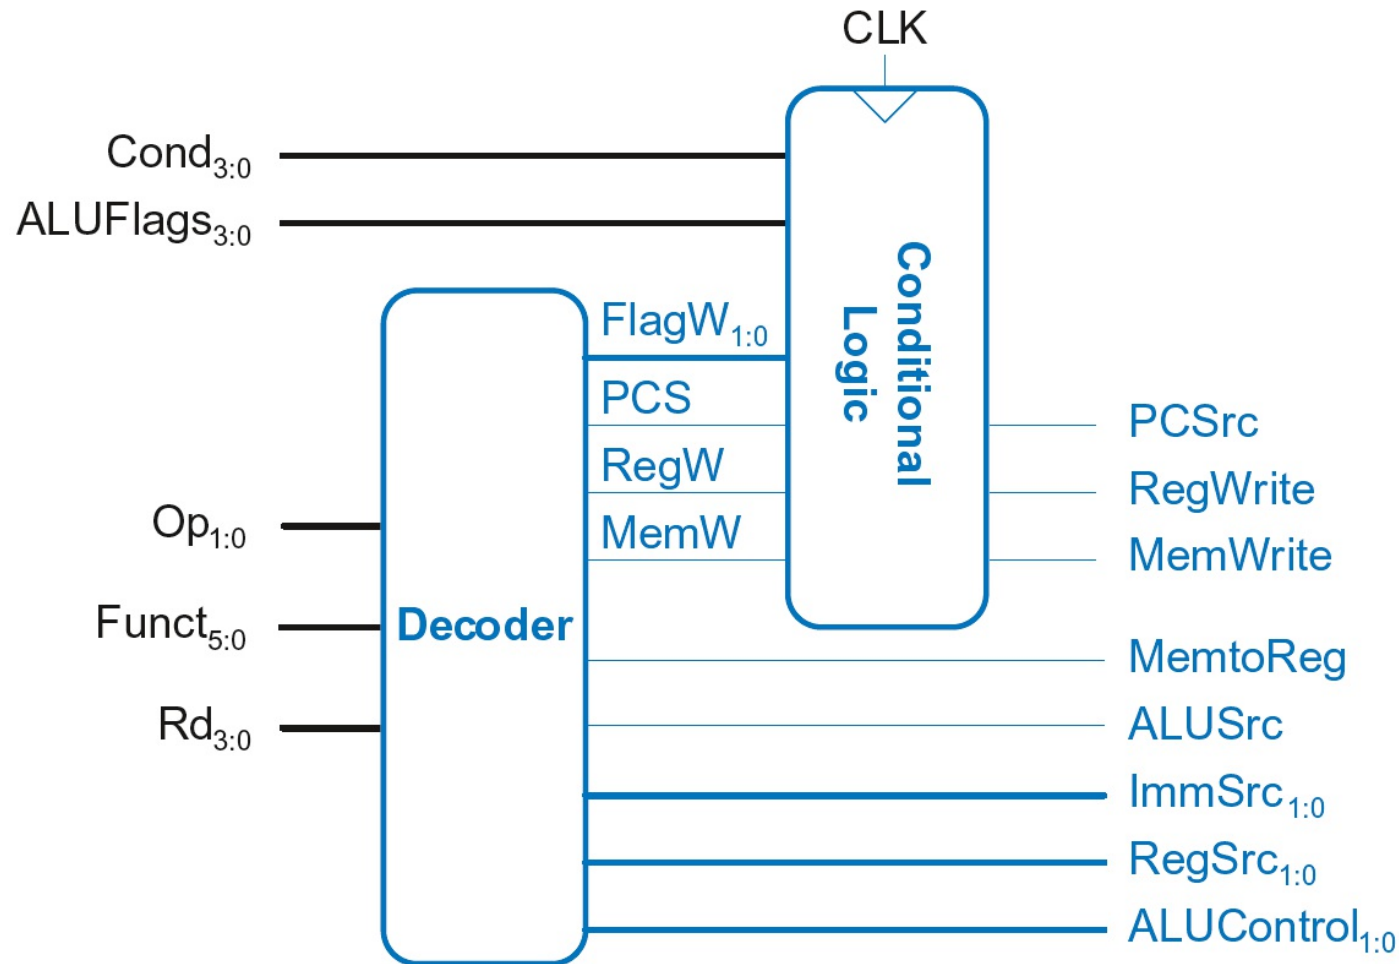 CLK
Cond3:0
ALUFlags3:0
Conditional
Logic
FlagW1:0
PCS
RegW
MemW
PCSrc
RegWrite
MemWrite
Op1:0
Funct5:0
Rd3:0
Decoder
MemtoReg
ALUSrc
ImmSrc1:0
RegSrc1:0
ALUControl1:0